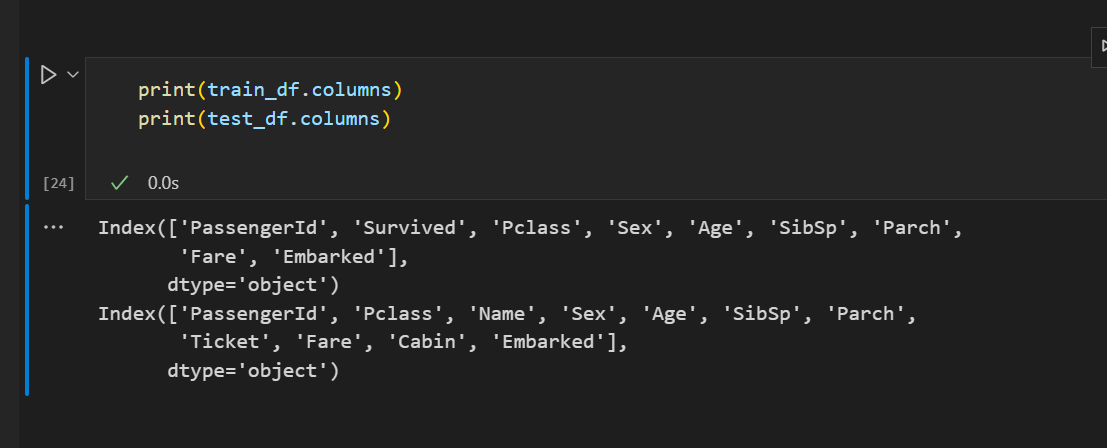 print(train_df.columns)
print(test_df.columns)
[24]
0.0s
Index(['PassengerId', 'Survived', 'Pclass', 'Sex', 'Age', 'SibSp', 'Parch',
'Fare', 'Embarked'],
dtype='object')
Index(['PassengerId', 'Pclass', 'Name', 'Sex', 'Age', 'SibSp', 'Parch',
'Ticket', 'Fare', 'Cabin', 'Embarked'],
dtype='object')